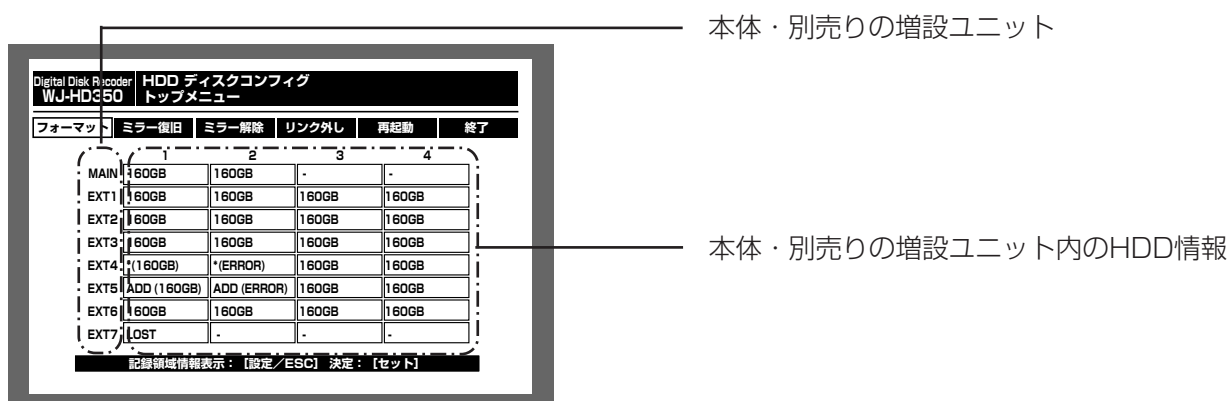 本体・別売りの増設ユニット
Digital Disk Recoder WJ-HD350
HDD ディスクコンフィグ
トップメニュー
フォーマット ミラー復旧 ミラー解除 リンク外し 再起動 終了
1 2 3 4
MAIN 160GB 160GB - -
EXT1 160GB 160GB 160GB 160GB
EXT2 160GB 160GB 160GB 160GB
EXT3 160GB 160GB 160GB 160GB
EXT4 *(160GB) *(ERROR) 160GB 160GB
EXT5 ADD (160GB) ADD (ERROR) 160GB 160GB
EXT6 160GB 160GB 160GB 160GB
EXT7 LOST - - -
記録領域情報表示：［設定／ESC］ 決定：［セット］
本体・別売りの増設ユニット内のHDD情報